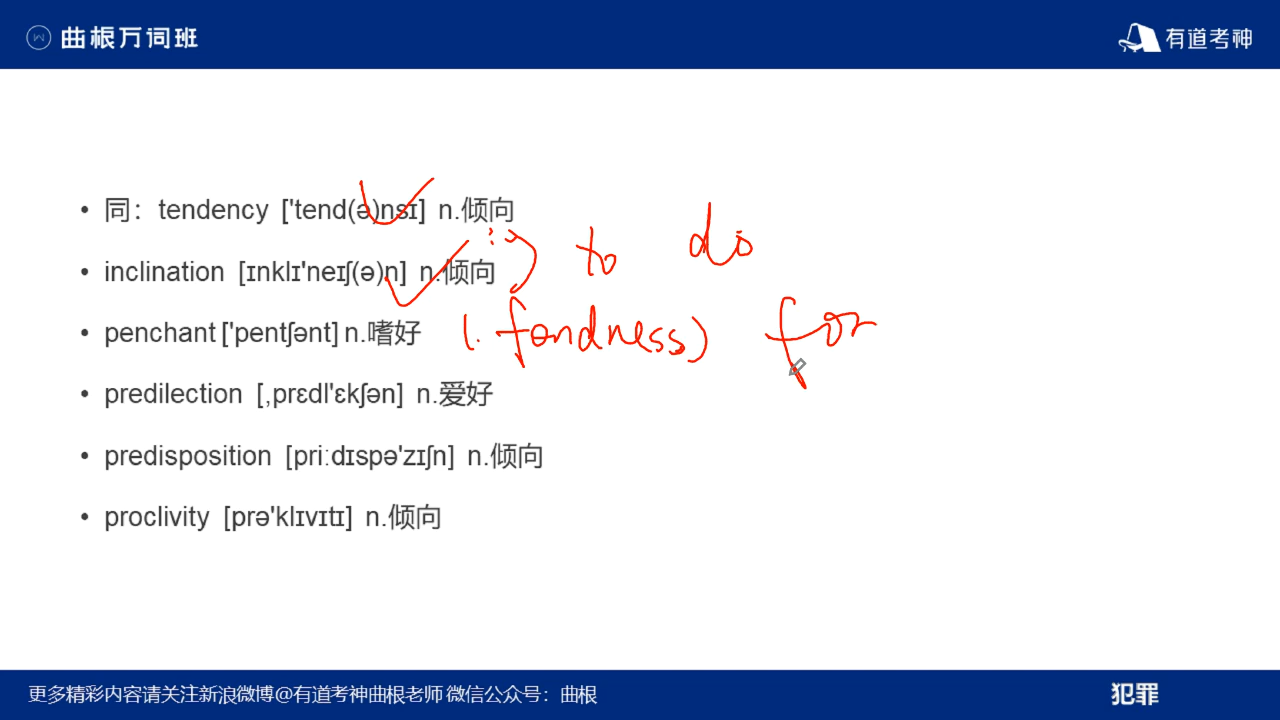 曲根万词班
有道考神
• 同：tendency ['tend(ə)nsɪ] n.倾向
• inclination [ɪnklɪ'neɪʃ(ə)n] n.倾向
to do
• penchant ['pentʃənt] n.嗜好
(. fondness) for
• predilection [,prɛdl'ɛkʃən] n.爱好
• predisposition [priːdɪspə'zɪʃn] n.倾向
• proclivity [prə'klɪvɪtɪ] n.倾向
更多精彩内容请关注新浪微博@有道考神曲根老师 微信公众号：曲根
犯罪